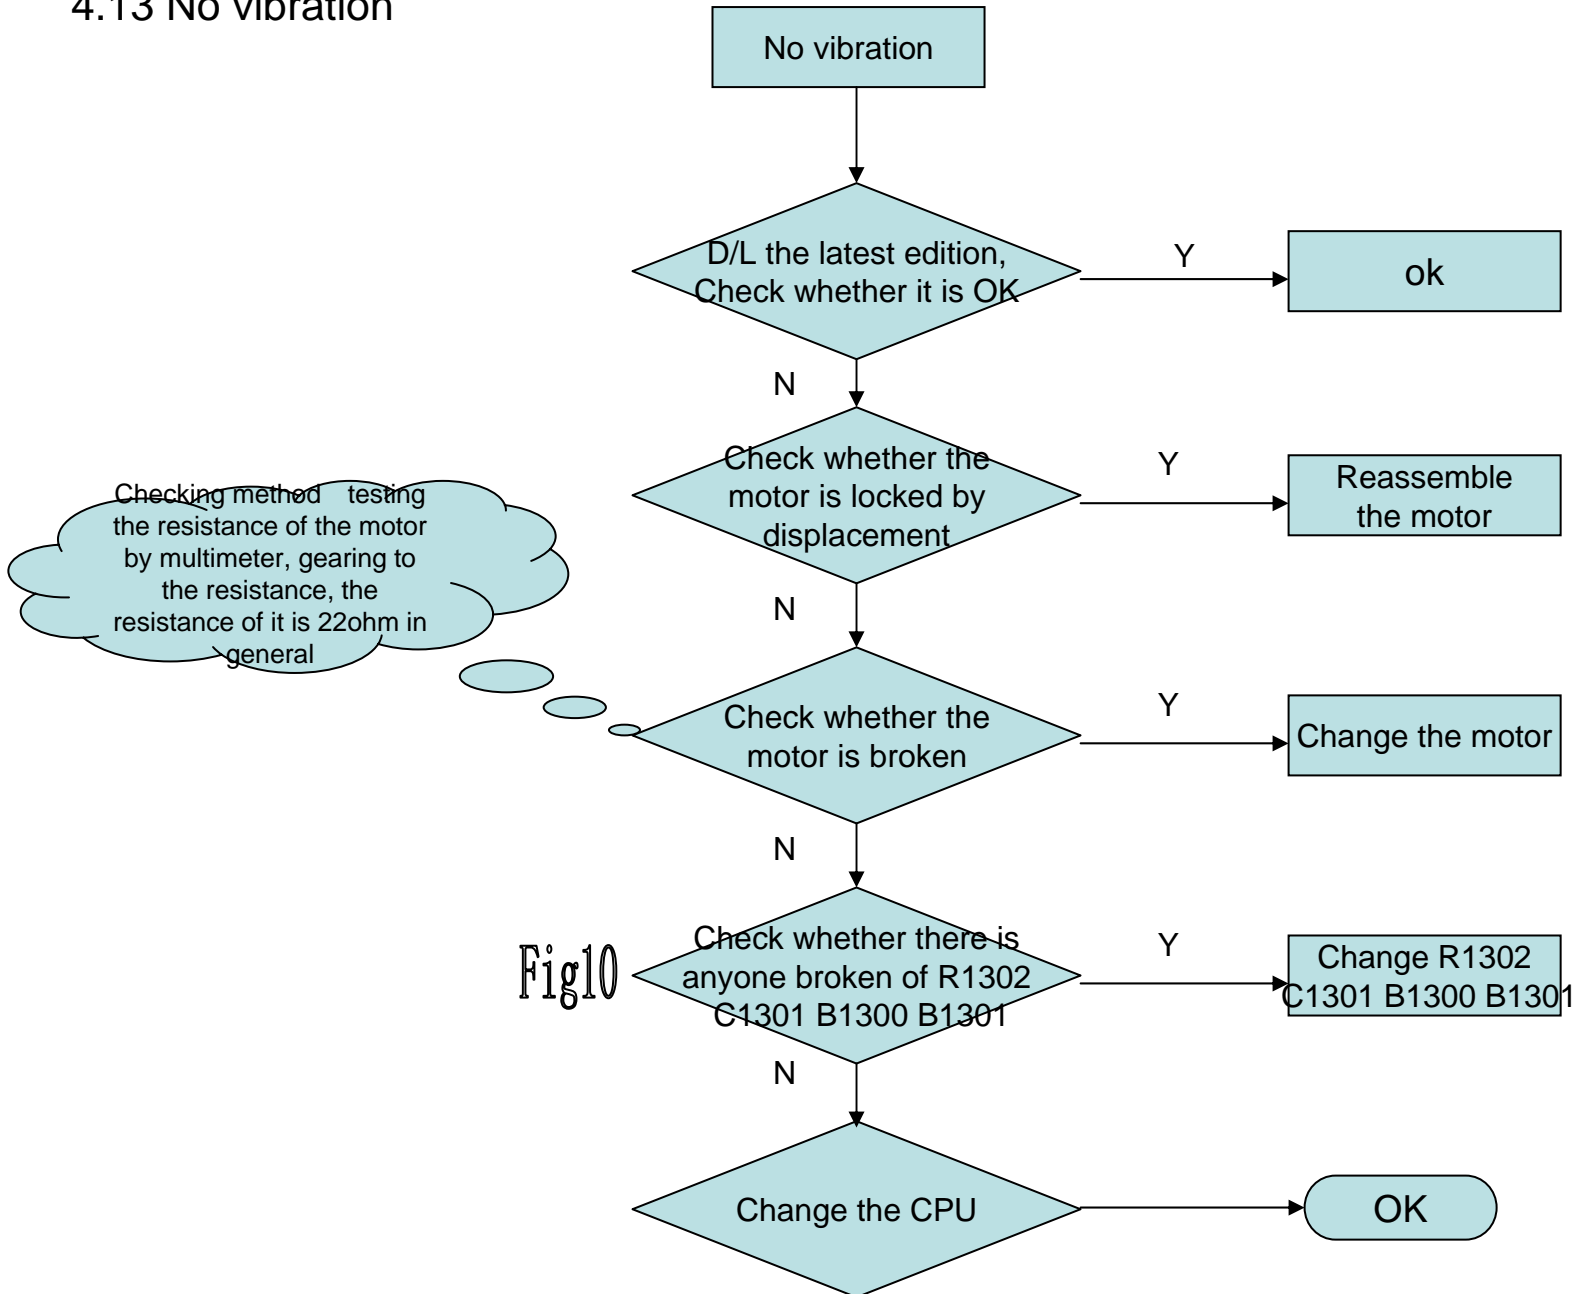 4.13 No vibration
No vibration
D/L the latest edition,
Check whether it is OK
Y
ok
N
Check whether the
motor is locked by
displacement
Y
Reassemble
the motor
Checking method    testing
the resistance of the motor
by multimeter, gearing to
the resistance, the
resistance of it is 22ohm in
general
N
Check whether the
motor is broken
Y
Change the motor
N
Fig10
Check whether there is
anyone broken of R1302
C1301 B1300 B1301
Y
Change R1302
C1301 B1300 B1301
N
Change the CPU
OK